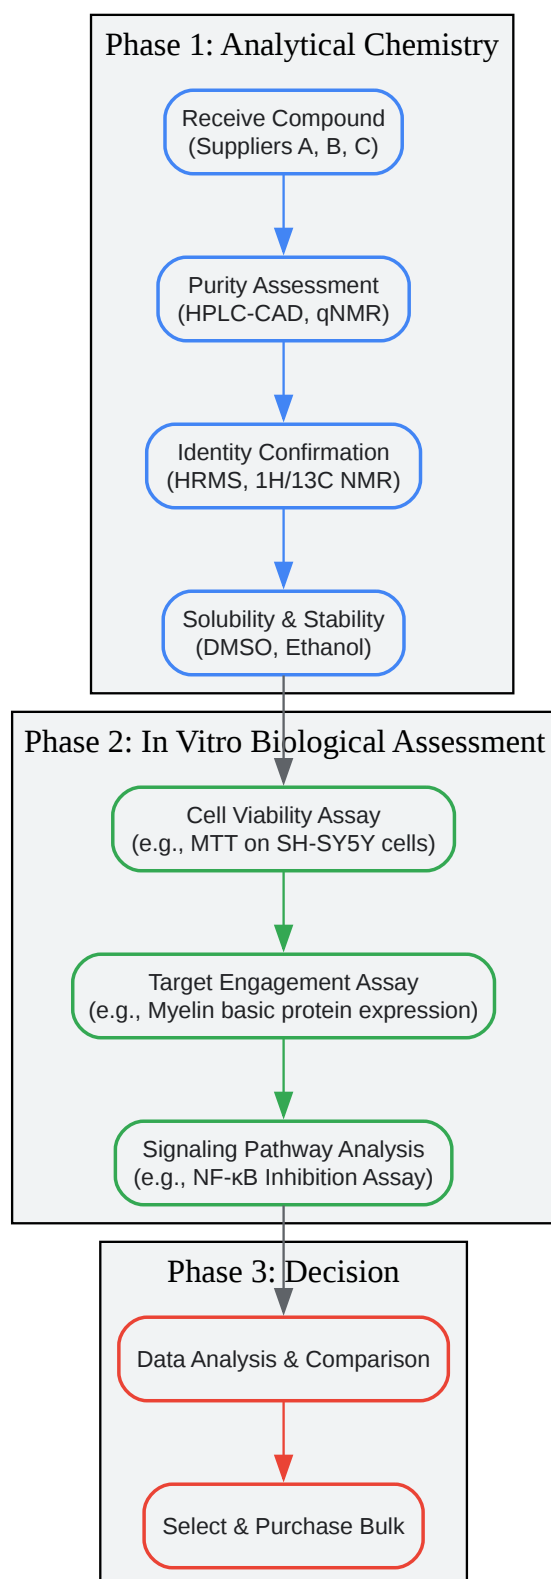 Phase 1: Analytical Chemistry
Receive Compound
(Suppliers A, B, C)
Purity Assessment
(HPLC-CAD, qNMR)
Identity Confirmation
(HRMS, 1H/13C NMR)
Solubility & Stability
(DMSO, Ethanol)
Phase 2: In Vitro Biological Assessment
Cell Viability Assay
(e.g., MTT on SH-SY5Y cells)
Target Engagement Assay
(e.g., Myelin basic protein expression)
Signaling Pathway Analysis
(e.g., NF-κB Inhibition Assay)
Phase 3: Decision
Data Analysis & Comparison
Select & Purchase Bulk